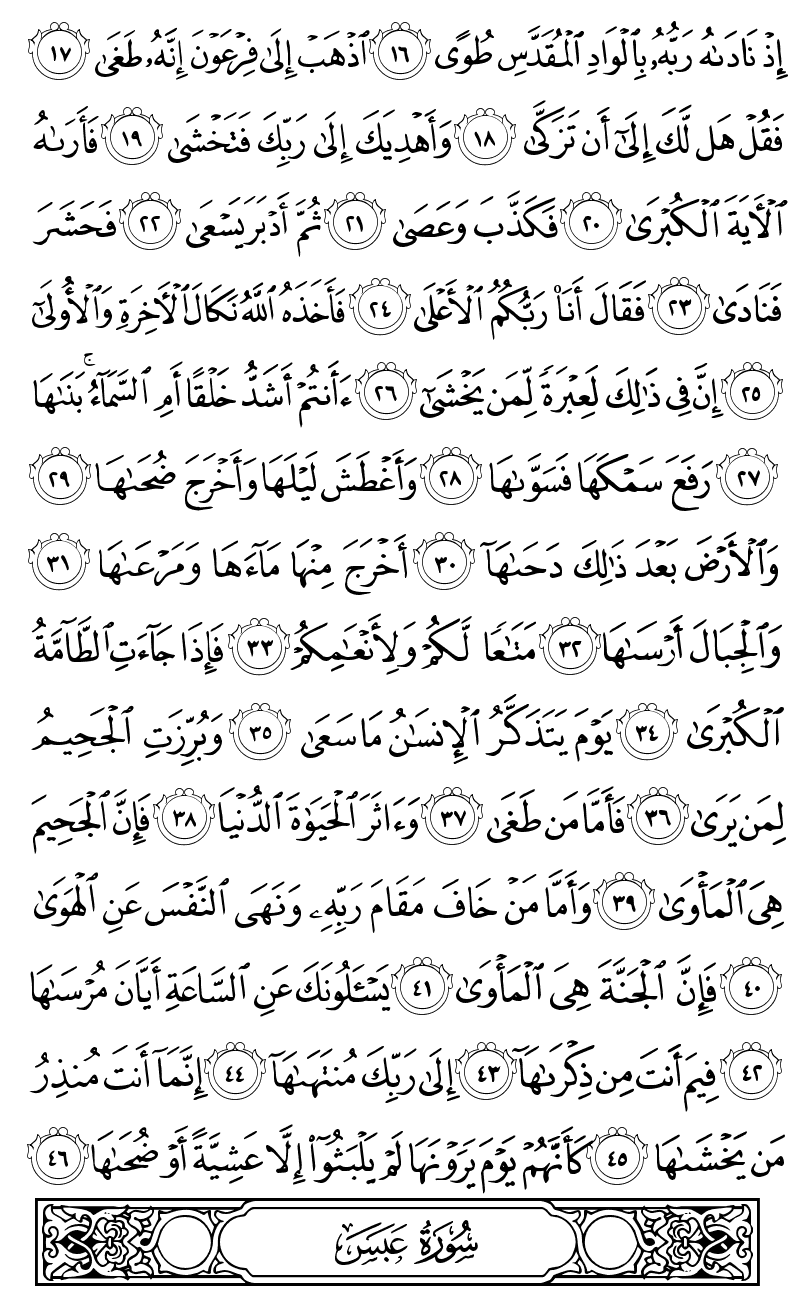 إِذْ نَادَىٰهُ رَبُّهُۥ بِٱلْوَادِ ٱلْمُقَدَّسِ طُوًى ١٦ ٱذْهَبْ إِلَىٰ فِرْعَوْنَ إِنَّهُۥ طَغَىٰ ١٧
فَقُلْ هَل لَّكَ إِلَىٰٓ أَن تَزَكَّىٰ ١٨ وَأَهْدِيَكَ إِلَىٰ رَبِّكَ فَتَخْشَىٰ ١٩ فَأَرَىٰهُ
ٱلْأَيَةَ ٱلْكُبْرَىٰ ٢٠ فَكَذَّبَ وَعَصَىٰ ٢١ ثُمَّ أَدْبَرَ يَسْعَىٰ ٢٢ فَحَشَرَ
فَنَادَىٰ ٢٣ فَقَالَ أَنَا۠ رَبُّكُمُ ٱلْأَعْلَىٰ ٢٤ فَأَخَذَهُ ٱللَّهُ نَكَالَ ٱلْأَخِرَةِ وَٱلْأُولَىٰٓ
٢٥ إِنَّ فِى ذَٰلِكَ لَعِبْرَةً لِّمَن يَخْشَىٰٓ ٢٦ ءَأَنتُمْ أَشَدُّ خَلْقًا أَمِ ٱلسَّمَآءُ ۚ بَنَىٰهَا
٢٧ رَفَعَ سَمْكَهَا فَسَوَّىٰهَا ٢٨ وَأَغْطَشَ لَيْلَهَا وَأَخْرَجَ ضُحَىٰهَا ٢٩
وَٱلْأَرْضَ بَعْدَ ذَٰلِكَ دَحَىٰهَآ ٣٠ أَخْرَجَ مِنْهَا مَآءَهَا وَمَرْعَىٰهَا ٣١
وَٱلْجِبَالَ أَرْسَىٰهَا ٣٢ مَتَٰعًا لَّكُمْ وَلِأَنْعَٰمِكُمْ ٣٣ فَإِذَا جَآءَتِ ٱلطَّآمَّةُ
ٱلْكُبْرَىٰ ٣٤ يَوْمَ يَتَذَكَّرُ ٱلْإِنسَٰنُ مَا سَعَىٰ ٣٥ وَبُرِّزَتِ ٱلْجَحِيمُ
لِمَن يَرَىٰ ٣٦ فَأَمَّا مَن طَغَىٰ ٣٧ وَءَاثَرَ ٱلْحَيَوٰةَ ٱلدُّنْيَا ٣٨ فَإِنَّ ٱلْجَحِيمَ
هِىَ ٱلْمَأْوَىٰ ٣٩ وَأَمَّا مَنْ خَافَ مَقَامَ رَبِّهِۦ وَنَهَى ٱلنَّفْسَ عَنِ ٱلْهَوَىٰ
٤٠ فَإِنَّ ٱلْجَنَّةَ هِىَ ٱلْمَأْوَىٰ ٤١ يَسْـَٔلُونَكَ عَنِ ٱلسَّاعَةِ أَيَّانَ مُرْسَىٰهَا
٤٢ فِيمَ أَنتَ مِن ذِكْرَىٰهَآ ٤٣ إِلَىٰ رَبِّكَ مُنتَهَىٰهَآ ٤٤ إِنَّمَآ أَنتَ مُنذِرُ
مَن يَخْشَىٰهَا ٤٥ كَأَنَّهُمْ يَوْمَ يَرَوْنَهَا لَمْ يَلْبَثُوٓا۟ إِلَّا عَشِيَّةً أَوْ ضُحَىٰهَا ٤٦
سُورَةُ عَبَسَ